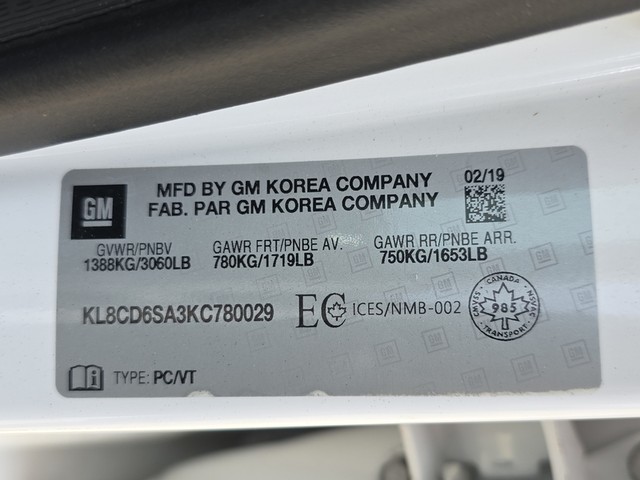 GM
MFD BY GM KOREA COMPANY
FAB. PAR GM KOREA COMPANY
02/19
GVWR/PNBV
1388KG/3060LB
GAWR FRT/PNBE AV.
780KG/1719LB
GAWR RR/PNBE ARR.
750KG/1653LB
KL8CD6SA3KC780029
EC ICES/NMB-002
CANADA
985
TRANSPORT
TYPE: PC/VT